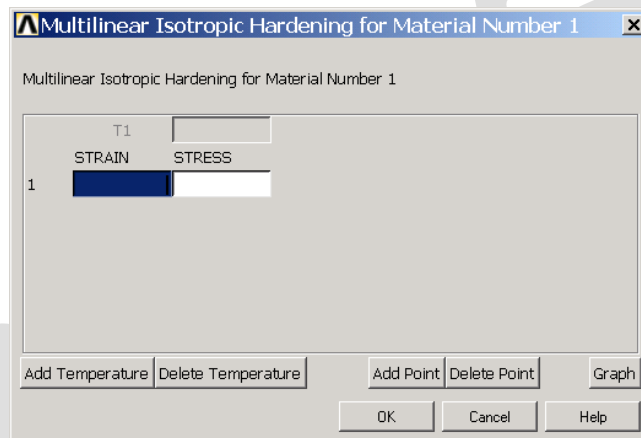 Multilinear Isotropic Hardening for Material Number 1
Multilinear Isotropic Hardening for Material Number 1
T1
STRAIN STRESS
1
Add Temperature Delete Temperature Add Point Delete Point Graph
OK Cancel Help